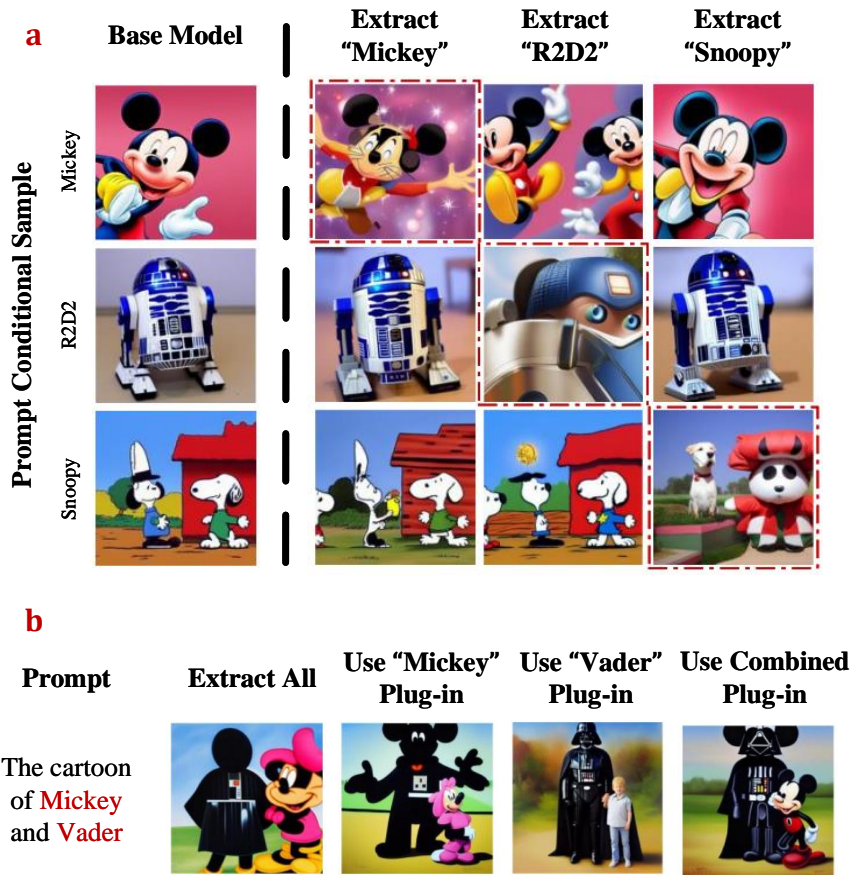 a
Base Model
Extract
“Mickey”
Extract
“R2D2”
Extract
“Snoopy”
Prompt Conditional Sample
Mickey
R2D2
Snoopy
b
Prompt
Extract All
Use “Mickey”
Plug-in
Use “Vader”
Plug-in
Use Combined
Plug-in
The cartoon
of Mickey
and Vader